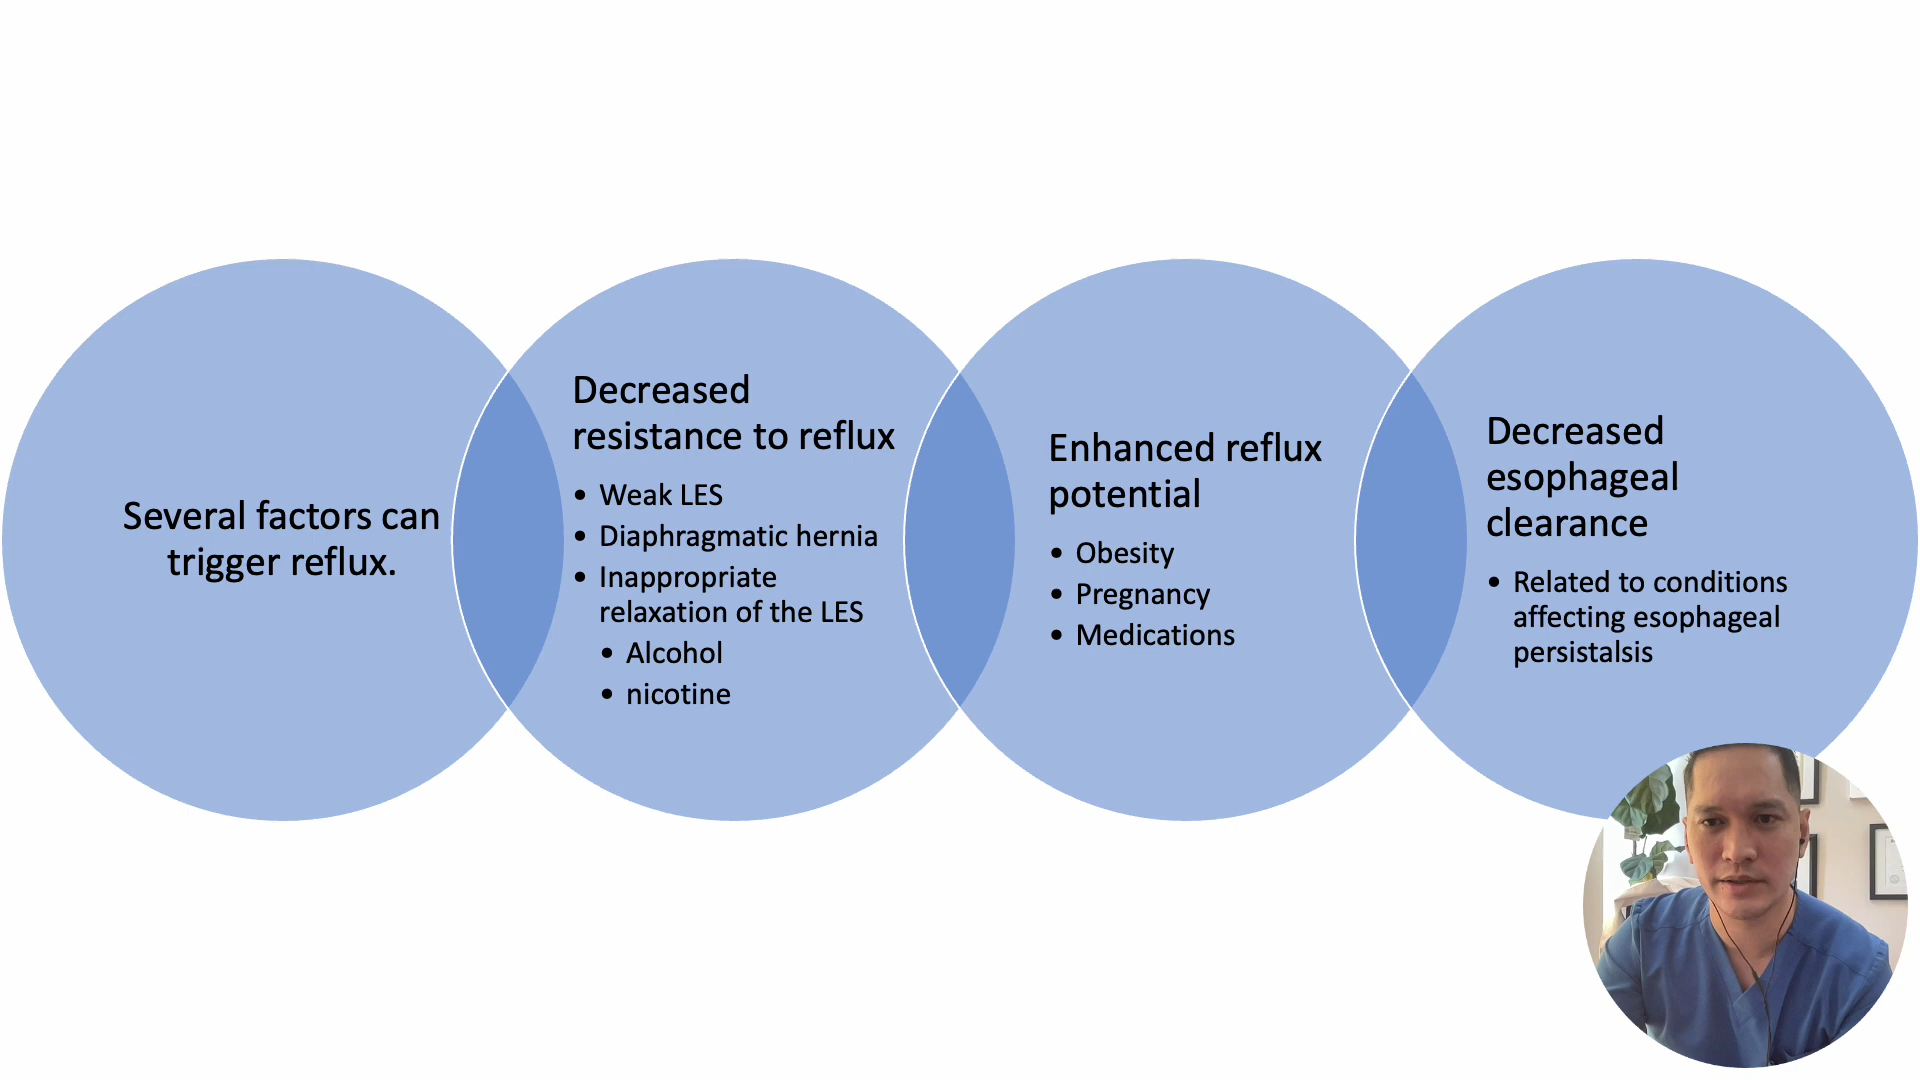 Several factors can
trigger reflux.
Decreased
resistance to reflux
• Weak LES
• Diaphragmatic hernia
• Inappropriate
relaxation of the LES
• Alcohol
• nicotine
Enhanced reflux
potential
• Obesity
• Pregnancy
• Medications
Decreased
esophageal
clearance
• Related to conditions
affecting esophageal
persistalsis